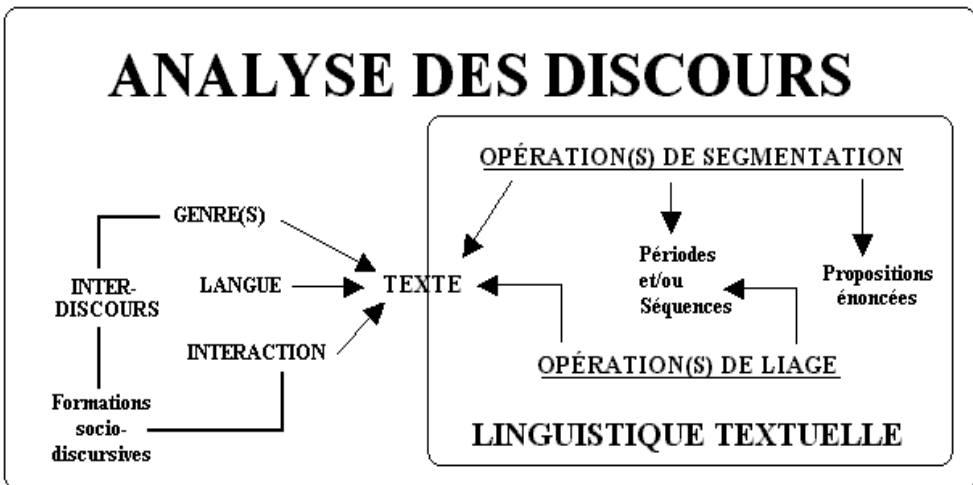 ANALYSE DES DISCOURS
OPÉRATION(S) DE SEGMENTATION
GENRE(S)
INTER-
DISCOURS
LANGUE
TEXTE
Périodes
et/ou
Séquences
Propositions
énoncées
INTERACTION
OPÉRATION(S) DE LIAGE
Formations
socio-
discursives
LINGUISTIQUE TEXTUELLE